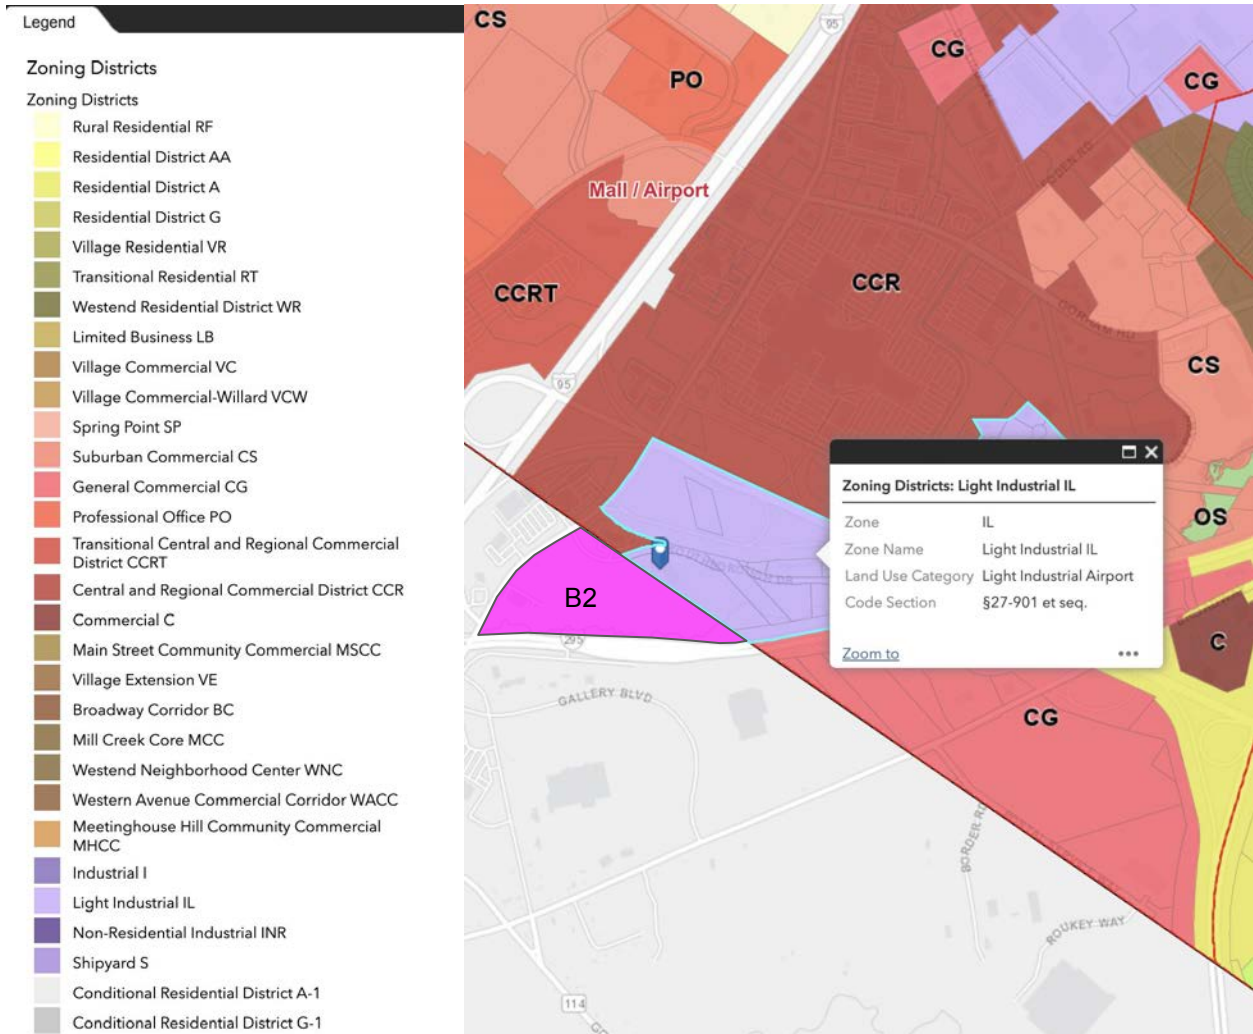 Legend
Zoning Districts
Zoning Districts
Rural Residential RF
Residential District AA
Residential District A
Residential District G
Village Residential VR
Transitional Residential RT
Westend Residential District WR
Limited Business LB
Village Commercial VC
Village Commercial-Willard VCW
Spring Point SP
Suburban Commercial CS
General Commercial CG
Professional Office PO
Transitional Central and Regional Commercial
District CCRT
Central and Regional Commercial District CCR
Commercial C
Main Street Community Commercial MSCC
Village Extension VE
Broadway Corridor BC
Mill Creek Core MCC
Westend Neighborhood Center WNC
Western Avenue Commercial Corridor WACC
Meetinghouse Hill Community Commercial
MHCC
Industrial I
Light Industrial IL
Non-Residential Industrial INR
Shipyard S
Conditional Residential District A-1
Conditional Residential District G-1
CS
95
CG
PO
CG
Mall / Airport
CCRT
CCR
GORHAM RD
CS
95
Zoning Districts: Light Industrial IL
Zone IL
Zone Name Light Industrial IL
Land Use Category Light Industrial Airport
Code Section §27-901 et seq.
Zoom to
OS
B2
295
C
GALLERY BLVD
CG
BORDER RD
ROUKEY WAY
114